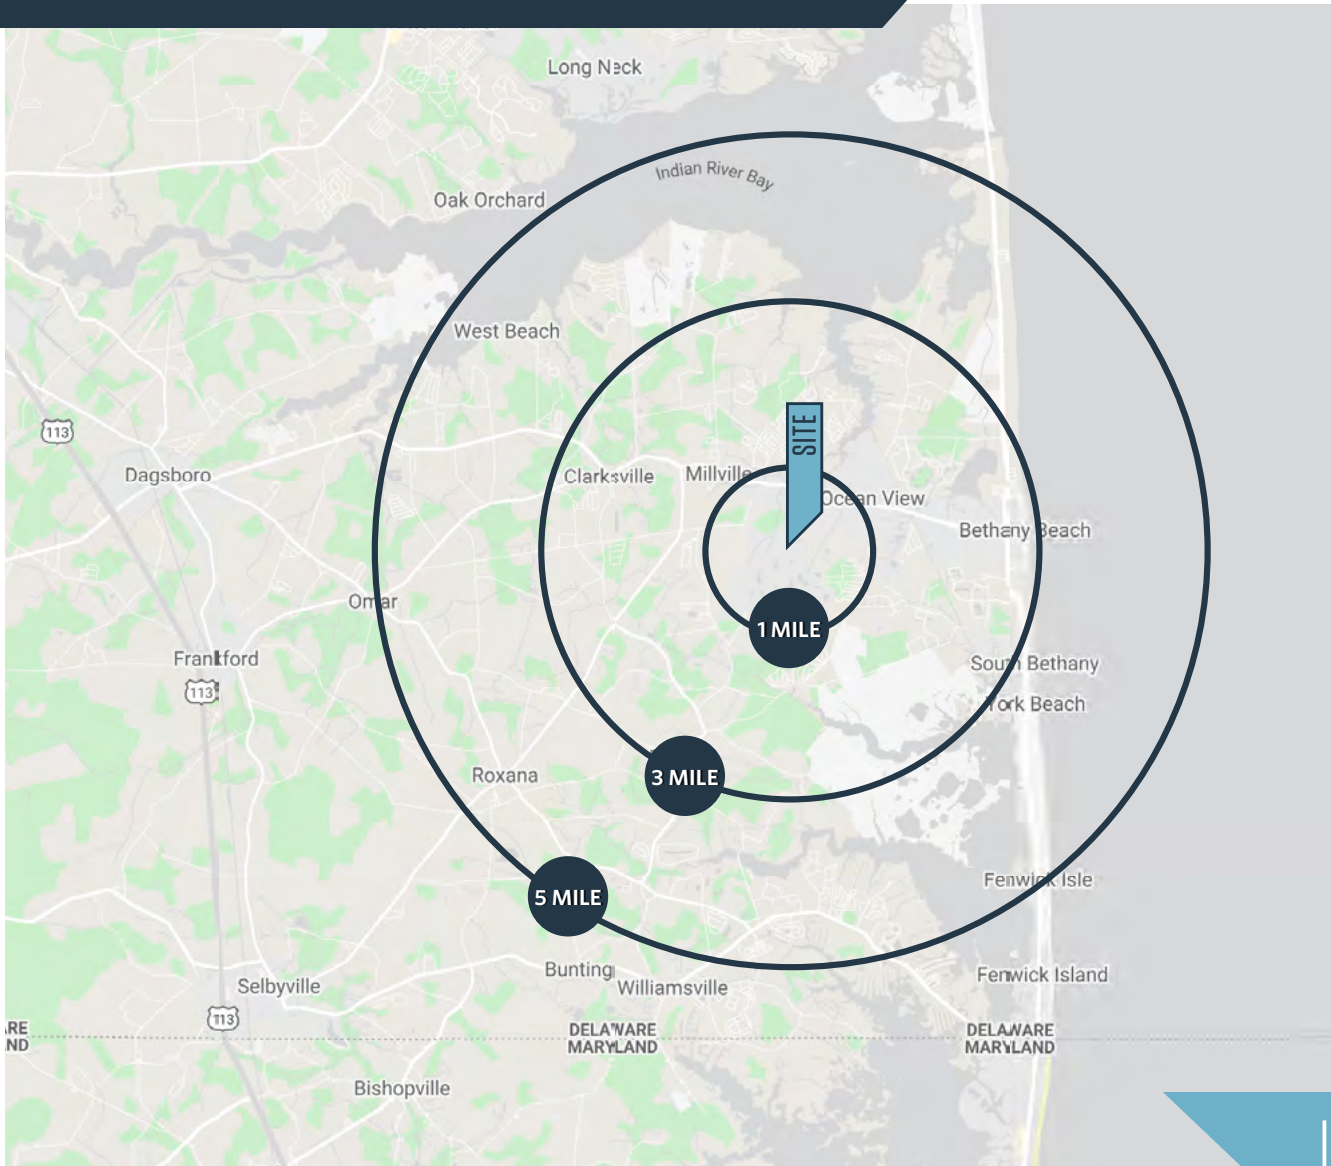 Long Neck
Indian River Bay
Oak Orchard
West Beach
113
SITE
Dagsboro
Clarksville
Millville
Ocean View
Bethany Beach
Omar
1 MILE
Frankford
113
South Bethany
York Beach
Roxana
3 MILE
Fenwick Isle
5 MILE
Bunting
Williamsville
Fenwick Island
Selbyville
113
ARE
ND
DELAWARE
MARYLAND
DELAWARE
MARYLAND
Bishopville